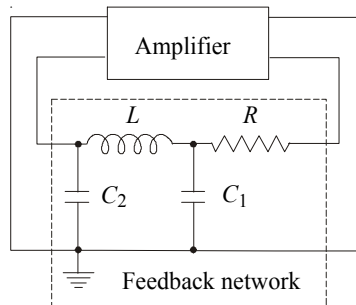 Amplifier
L
R
C₂
C₁
Feedback network